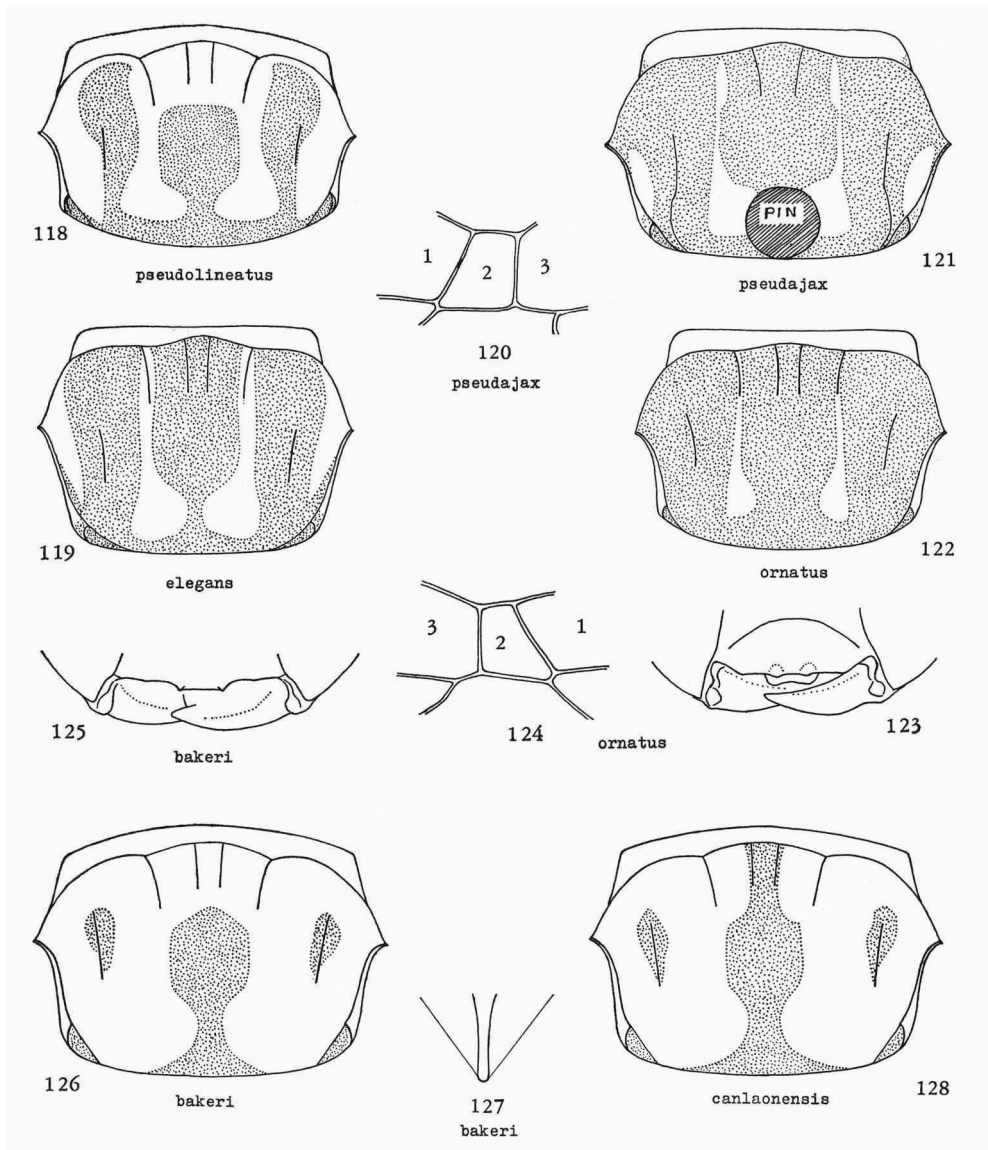 118
pseudolineatus
1
2
3
120
pseudajax
PIN
121
pseudajax
119
elegans
122
ornatus
125
bakeri
3
2
1
124
ornatus
123
126
bakeri
127
bakeri
128
canlaonensis